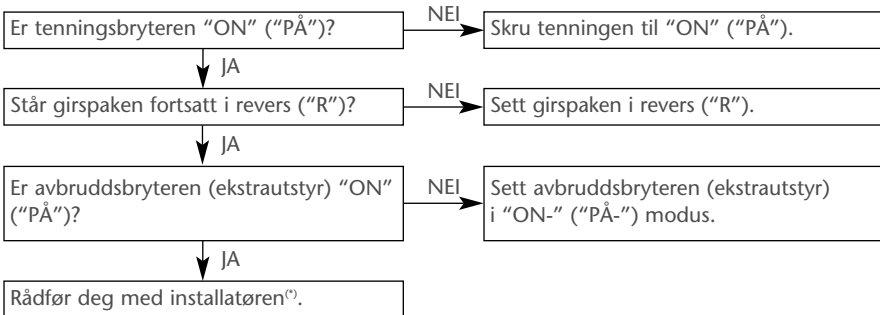 Er tenningsbryteren “ON” (“PÅ”)?
NEI
Skru tenningen til “ON” (“PÅ”).
JA
Står girspaken fortsatt i revers (“R”)?
NEI
Sett girspaken i revers (“R”).
JA
Er avbruddsbryteren (ekstrautstyr) “ON”
(“PÅ”)?
NEI
Sett avbruddsbryteren (ekstrautstyr)
i “ON-” (“PÅ-”) modus.
JA
Rådfør deg med installatøren(*).